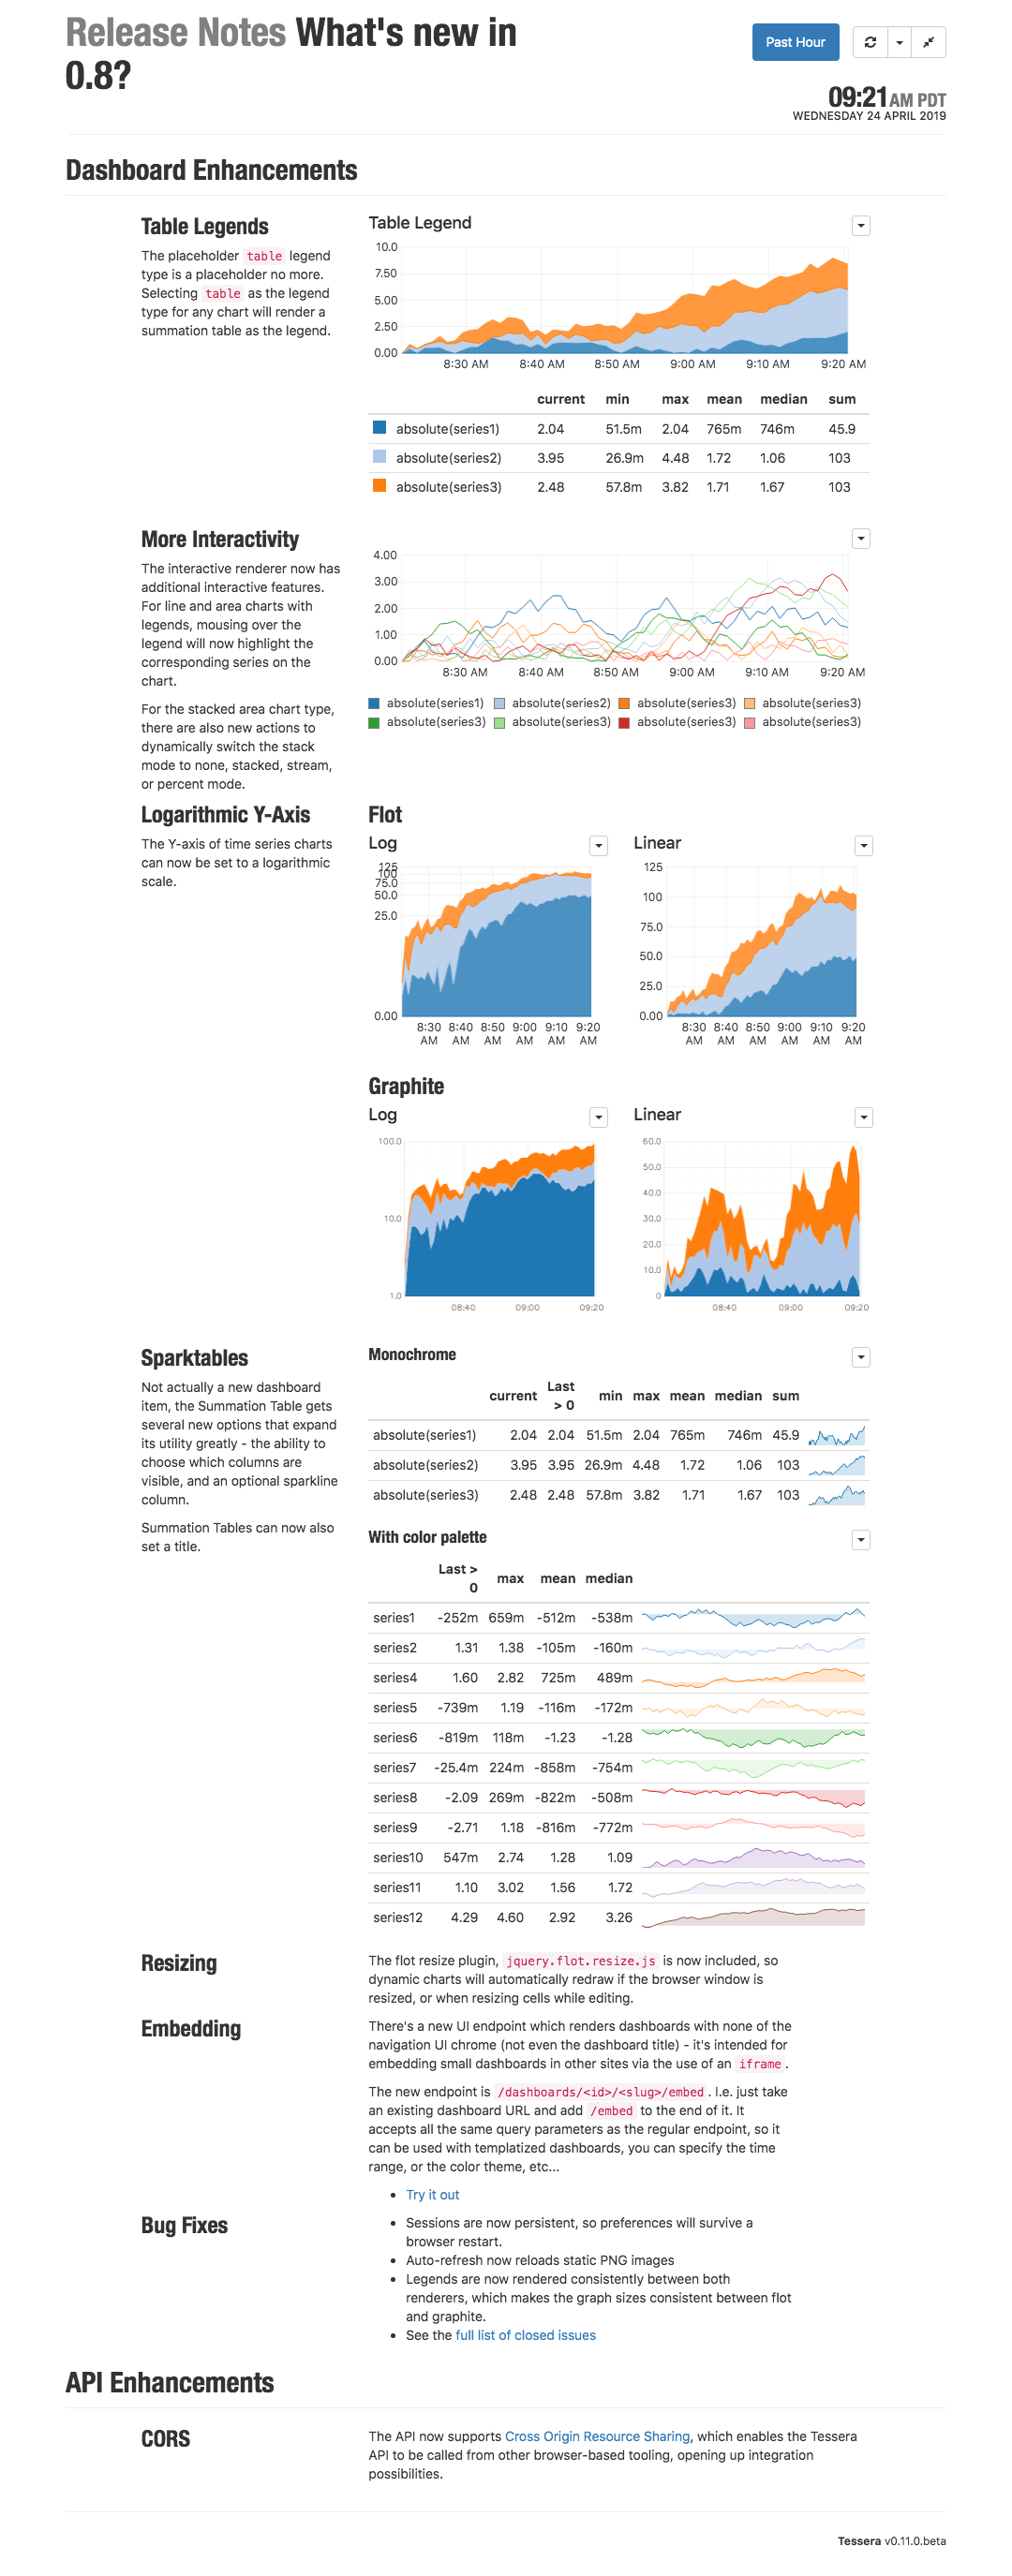 Release Notes What's new in
0.8?
Past Hour
09:21AM PDT
WEDNESDAY 24 APRIL 2019
Dashboard Enhancements
Table Legends
The placeholder table legend
type is a placeholder no more.
Selecting table as the legend
type for any chart will render a
summation table as the legend.
Table Legend
10.0
7.50
5.00
2.50
0.00
8:30 AM 8:40 AM 8:50 AM 9:00 AM 9:10 AM 9:20 AM
current min max mean median sum
absolute(series1) 2.04 51.5m 2.04 765m 746m 45.9
absolute(series2) 3.95 26.9m 4.48 1.72 1.06 103
absolute(series3) 2.48 57.8m 3.82 1.71 1.67 103
More Interactivity
The interactive renderer now has
additional interactive features.
For line and area charts with
legends, mousing over the
legend will now highlight the
corresponding series on the
chart.
For the stacked area chart type,
there are also new actions to
dynamically switch the stack
mode to none, stacked, stream,
or percent mode.
4.00
3.00
2.00
1.00
0.00
8:30 AM 8:40 AM 8:50 AM 9:00 AM 9:10 AM 9:20 AM
absolute(series1) absolute(series2) absolute(series3) absolute(series3)
absolute(series3) absolute(series3) absolute(series3) absolute(series3)
Logarithmic Y-Axis
The Y-axis of time series charts
can now be set to a logarithmic
scale.
Flot
Log
125
100
75.0
50.0
25.0
0.00
8:30 AM 8:40 AM 8:50 AM 9:00 AM 9:10 AM 9:20 AM
Linear
125
100
75.0
50.0
25.0
0.00
8:30 AM 8:40 AM 8:50 AM 9:00 AM 9:10 AM 9:20 AM
Graphite
Log
100.0
10.0
1.0
08:40 09:00 09:20
Linear
60.0
50.0
40.0
30.0
20.0
10.0
0
08:40 09:00 09:20
Sparktables
Not actually a new dashboard
item, the Summation Table gets
several new options that expand
its utility greatly - the ability to
choose which columns are
visible, and an optional sparkline
column.
Summation Tables can now also
set a title.
Monochrome
current Last > 0 min max mean median sum
absolute(series1) 2.04 2.04 51.5m 2.04 765m 746m 45.9
absolute(series2) 3.95 3.95 26.9m 4.48 1.72 1.06 103
absolute(series3) 2.48 2.48 57.8m 3.82 1.71 1.67 103
With color palette
Last > 0 max mean median
series1 -252m 659m -512m -538m
series2 1.31 1.38 -105m -160m
series4 1.60 2.82 725m 489m
series5 -739m 1.19 -116m -172m
series6 -819m 118m -1.23 -1.28
series7 -25.4m 224m -858m -754m
series8 -2.09 269m -822m -508m
series9 -2.71 1.18 -816m -772m
series10 547m 2.74 1.28 1.09
series11 1.10 3.02 1.56 1.72
series12 4.29 4.60 2.92 3.26
Resizing
The flot resize plugin, jquery.flot.resize.js is now included, so
dynamic charts will automatically redraw if the browser window is
resized, or when resizing cells while editing.
Embedding
There's a new UI endpoint which renders dashboards with none of the
navigation UI chrome (not even the dashboard title) - it's intended for
embedding small dashboards in other sites via the use of an iframe.
The new endpoint is /dashboards/<id>/<slug>/embed. I.e. just take
an existing dashboard URL and add /embed to the end of it. It
accepts all the same query parameters as the regular endpoint, so it
can be used with templatized dashboards, you can specify the time
range, or the color theme, etc...
• Try it out
Bug Fixes
• Sessions are now persistent, so preferences will survive a
browser restart.
• Auto-refresh now reloads static PNG images
• Legends are now rendered consistently between both
renderers, which makes the graph sizes consistent between flot
and graphite.
• See the full list of closed issues
API Enhancements
CORS
The API now supports Cross Origin Resource Sharing, which enables the Tessera
API to be called from other browser-based tooling, opening up integration
possibilities.
Tessera v0.11.0.beta